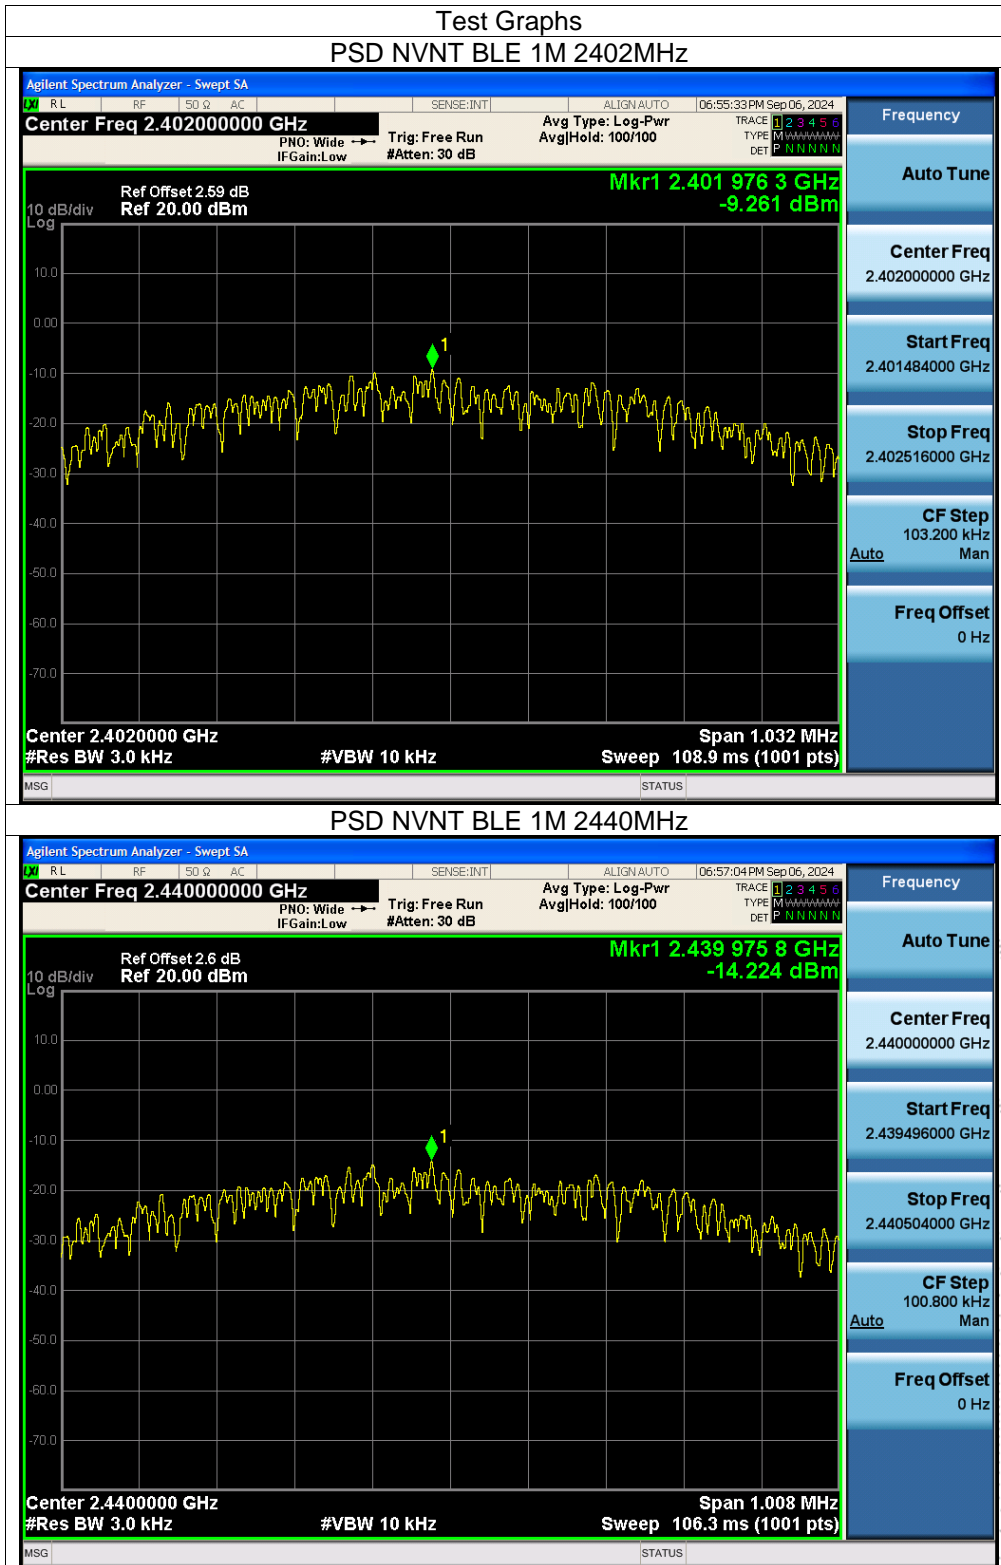 Test Graphs
PSD NVNT BLE 1M 2402MHz
Agilent Spectrum Analyzer - Swept SA
LXI RL RF 50 Ω AC SENSE:INT ALIGN AUTO 06:55:33 PM Sep 06, 2024
Center Freq 2.402000000 GHz
PNO: Wide
IFGain:Low
Trig: Free Run
#Atten: 30 dB
Avg Type: Log-Pwr
Avg|Hold: 100/100
TRACE 1 2 3 4 5 6
TYPE M
DET P N N N N N
Frequency
Auto Tune
Center Freq
2.402000000 GHz
Start Freq
2.401484000 GHz
Stop Freq
2.402516000 GHz
CF Step
103.200 kHz
Auto Man
Freq Offset
0 Hz
Mkr1 2.401 976 3 GHz
-9.261 dBm
Ref Offset 2.59 dB
10 dB/div Ref 20.00 dBm
Log
10.0
0.00
1
-10.0
-20.0
-30.0
-40.0
-50.0
-60.0
-70.0
Center 2.4020000 GHz Span 1.032 MHz
#Res BW 3.0 kHz #VBW 10 kHz Sweep 108.9 ms (1001 pts)
MSG STATUS
PSD NVNT BLE 1M 2440MHz
Agilent Spectrum Analyzer - Swept SA
LXI RL RF 50 Ω AC SENSE:INT ALIGN AUTO 06:57:04 PM Sep 06, 2024
Center Freq 2.440000000 GHz
PNO: Wide
IFGain:Low
Trig: Free Run
#Atten: 30 dB
Avg Type: Log-Pwr
Avg|Hold: 100/100
TRACE 1 2 3 4 5 6
TYPE M
DET P N N N N N
Frequency
Auto Tune
Center Freq
2.440000000 GHz
Start Freq
2.439496000 GHz
Stop Freq
2.440504000 GHz
CF Step
100.800 kHz
Auto Man
Freq Offset
0 Hz
Mkr1 2.439 975 8 GHz
-14.224 dBm
Ref Offset 2.6 dB
10 dB/div Ref 20.00 dBm
Log
10.0
0.00
1
-10.0
-20.0
-30.0
-40.0
-50.0
-60.0
-70.0
Center 2.4400000 GHz Span 1.008 MHz
#Res BW 3.0 kHz #VBW 10 kHz Sweep 106.3 ms (1001 pts)
MSG STATUS